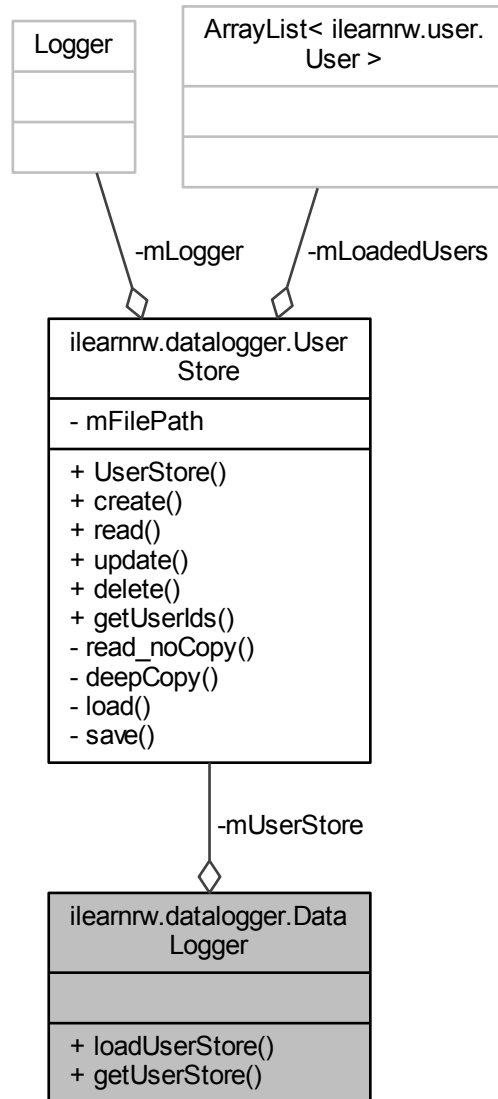 Logger
ArrayList< ilearnrw.user.
User >
-mLogger
-mLoadedUsers
ilearnrw.datalogger.User
Store
- mFilePath
+ UserStore()
+ create()
+ read()
+ update()
+ delete()
+ getUserIds()
- read_noCopy()
- deepCopy()
- load()
- save()
-mUserStore
ilearnrw.datalogger.Data
Logger
+ loadUserStore()
+ getUserStore()